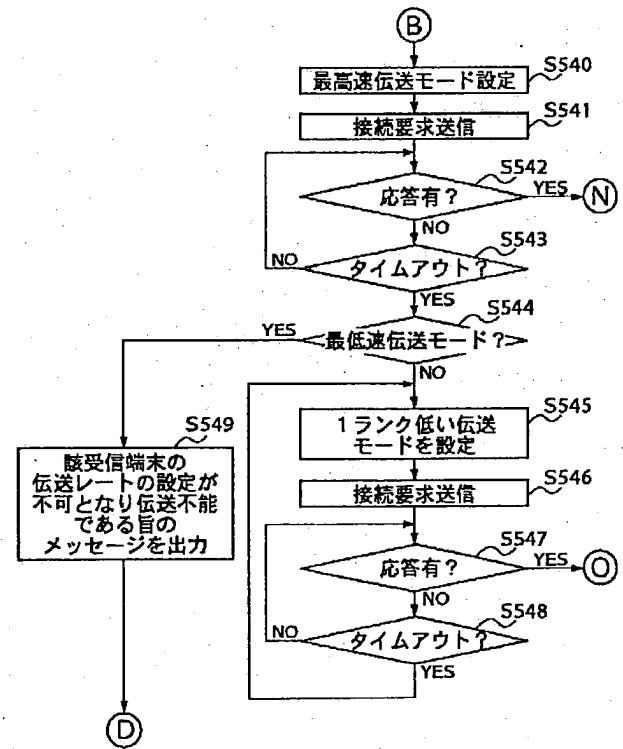 B
最高速伝送モード設定
S540
接続要求送信
S541
応答有?
S542
YES
N
NO
タイムアウト?
S543
NO
YES
最低速伝送モード?
S544
YES
NO
1ランク低い伝送
モードを設定
S545
接続要求送信
S546
応答有?
S547
YES
O
NO
タイムアウト?
S548
NO
YES
S549
該受信端末の
伝送レートの設定が
不可となり伝送不能
である旨の
メッセージを出力
D